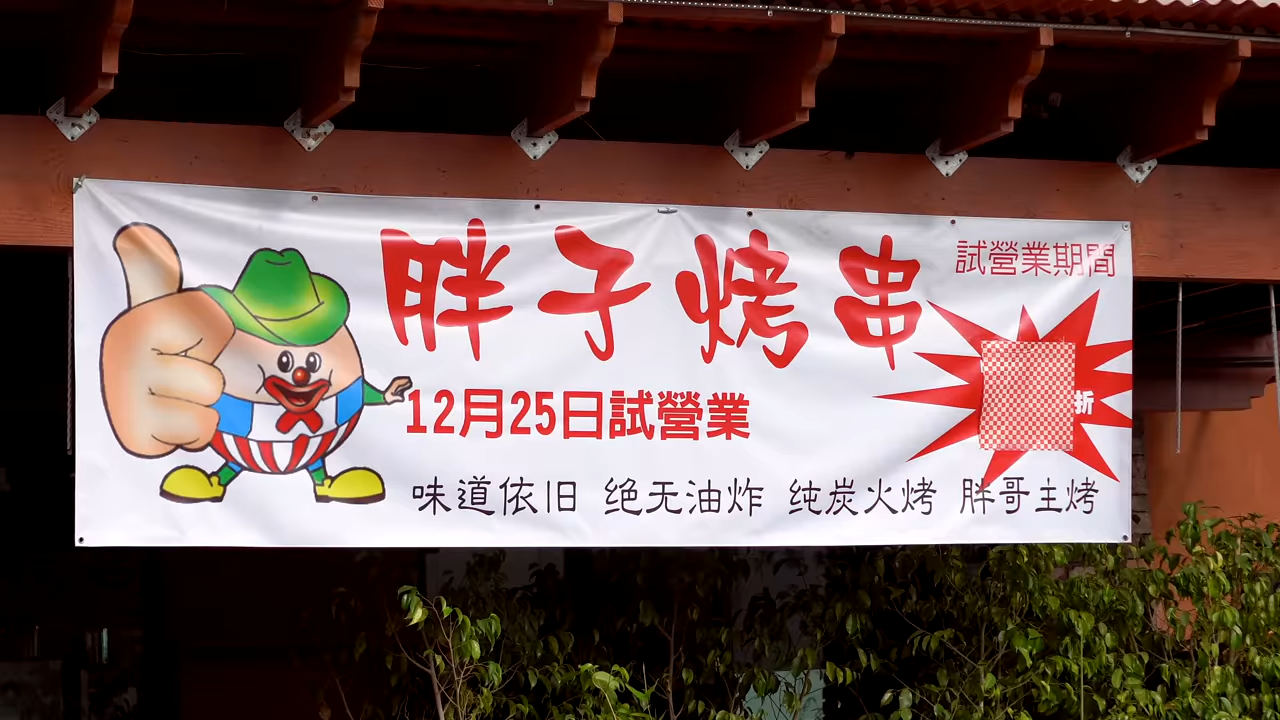 胖子烤串
試營業期間
折
12月25日試營業
味道依旧 绝无油炸 纯炭火烤 胖哥主烤